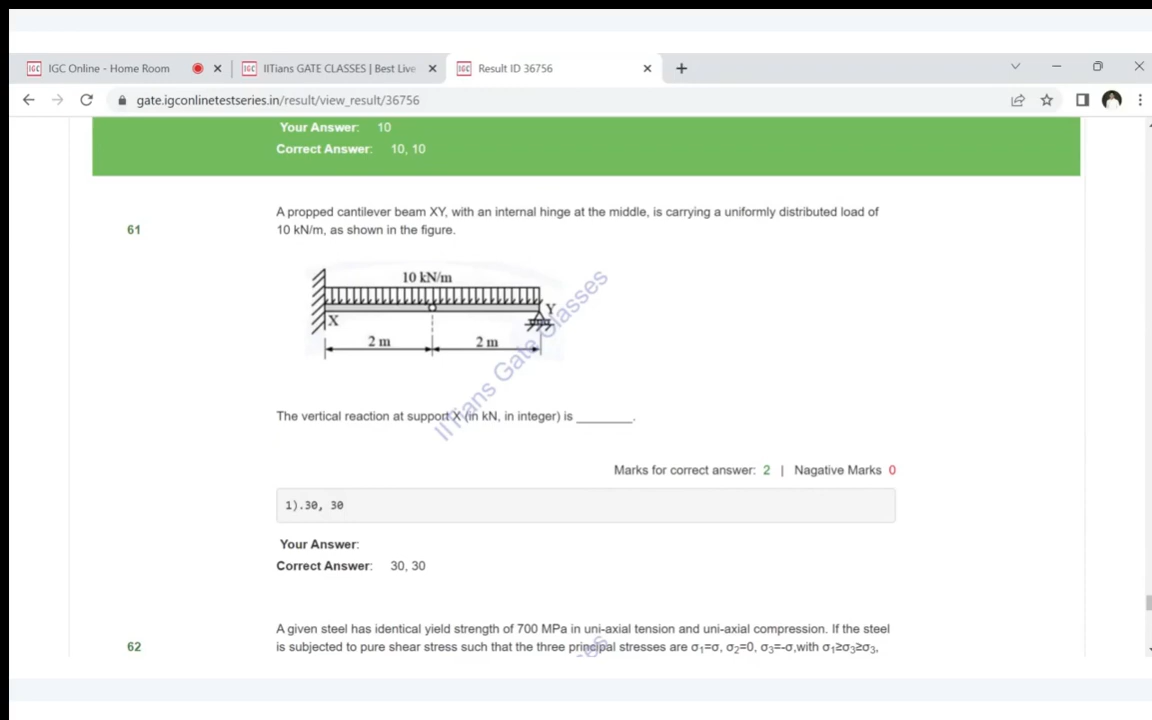 IGC Online - Home Room
IITians GATE CLASSES | Best Live
Result ID 36756
gate.igconlinetestseries.in/result/view_result/36756
Your Answer: 10
Correct Answer: 10, 10
61
A propped cantilever beam XY, with an internal hinge at the middle, is carrying a uniformly distributed load of
10 kN/m, as shown in the figure.
10 kN/m
X
Y
2 m
2 m
IITians Gate Classes
The vertical reaction at support X (in kN, in integer) is ________.
Marks for correct answer: 2 | Nagative Marks 0
1).30, 30
Your Answer:
Correct Answer: 30, 30
62
A given steel has identical yield strength of 700 MPa in uni-axial tension and uni-axial compression. If the steel
is subjected to pure shear stress such that the three principal stresses are σ1=σ, σ2=0, σ3=-σ,with σ1≥σ3≥σ3,